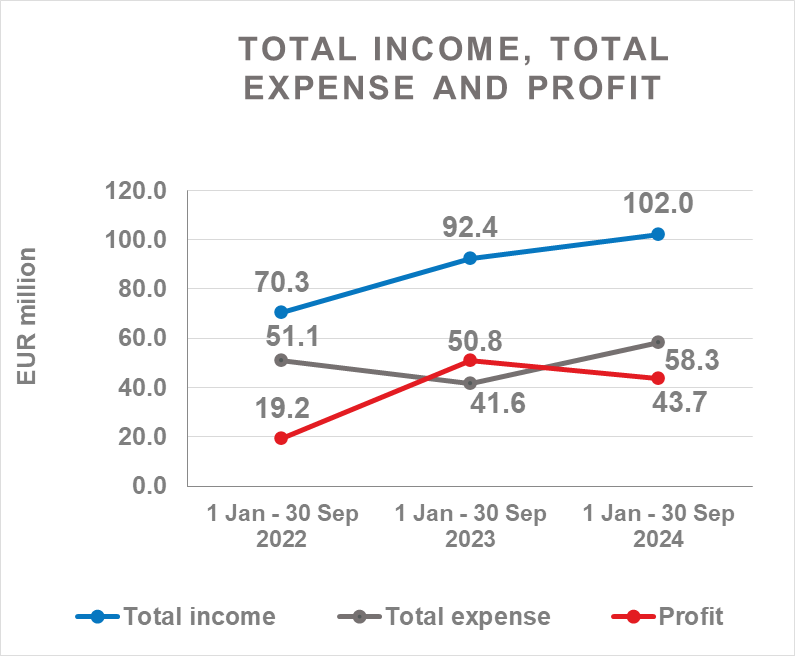 TOTAL INCOME, TOTAL
EXPENSE AND PROFIT
EUR million
120.0
100.0
80.0
60.0
40.0
20.0
0.0
70.3
92.4
102.0
51.1
41.6
58.3
19.2
50.8
43.7
1 Jan - 30 Sep
2022
1 Jan - 30 Sep
2023
1 Jan - 30 Sep
2024
Total income
Total expense
Profit